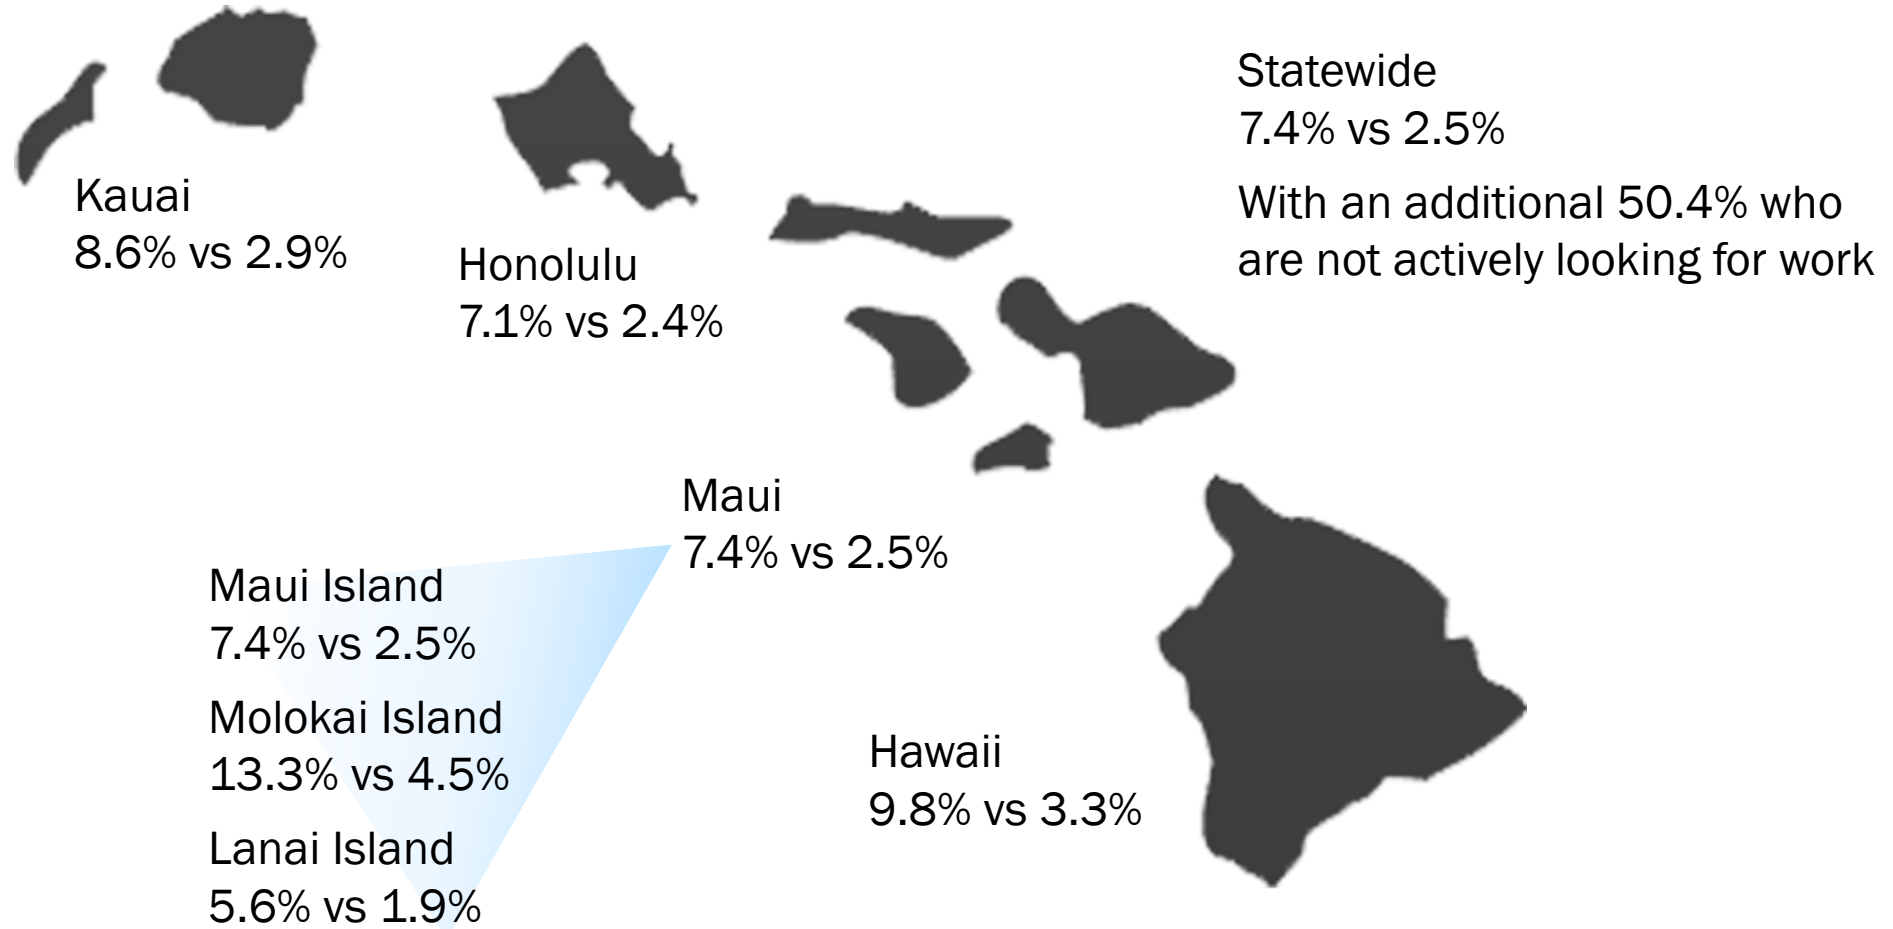 Statewide
7.4% vs 2.5%
With an additional 50.4% who
are not actively looking for work
Kauai
8.6% vs 2.9%
Honolulu
7.1% vs 2.4%
Maui
7.4% vs 2.5%
Maui Island
7.4% vs 2.5%
Molokai Island
13.3% vs 4.5%
Lanai Island
5.6% vs 1.9%
Hawaii
9.8% vs 3.3%